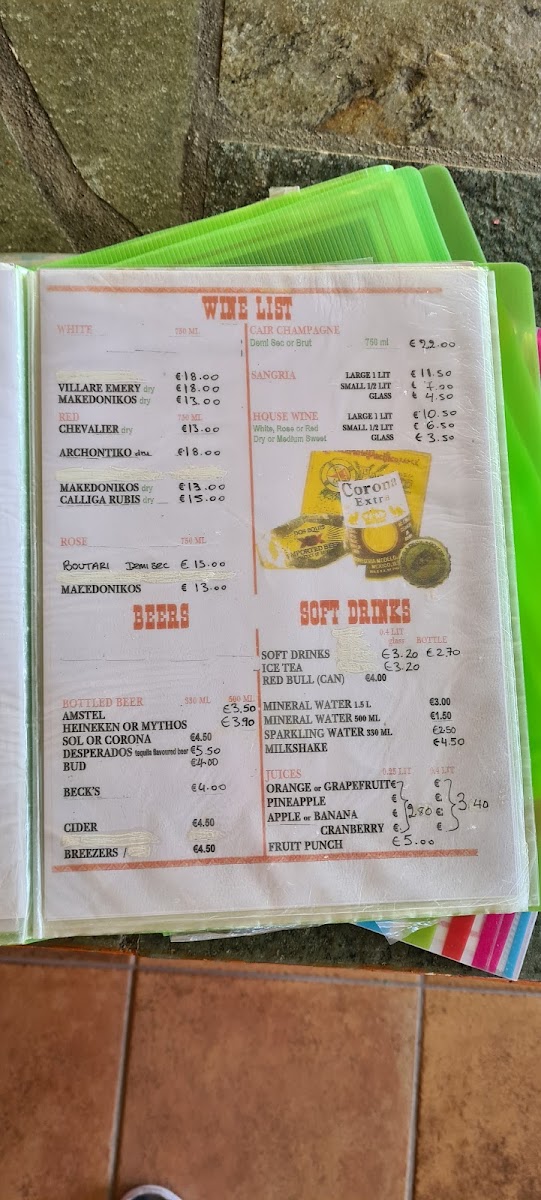 WINE LIST
WHITE 750 ML
€18.00
VILLARE EMERY dry €18.00
MAKEDONIKOS dry €13.00
RED 750 ML
CHEVALIER dry €13.00
ARCHONTIKO dry €18.00
MAKEDONIKOS dry €13.00
CALLIGA RUBIS dry €15.00
ROSE 750 ML
BOUTARI DEMI SEC € 15.00
MAKEDONIKOS € 13.00
CAIR CHAMPAGNE
Demi Sec or Brut 750 ml €22.00
SANGRIA LARGE 1 LIT €11.50
SMALL 1/2 LIT € 7.00
GLASS € 4.50
HOUSE WINE LARGE 1 LIT €10.50
White, Rose or Red SMALL 1/2 LIT € 6.50
Dry or Medium Sweet GLASS € 3.50
Corona
Extra
BEERS
BOTTLED BEER 330 ML 500 ML
AMSTEL €3.50
HEINEKEN OR MYTHOS €3.90
SOL OR CORONA €4.50
DESPERADOS tequila flavoured beer €5.50
BUD €4.00
BECK'S €4.00
CIDER €4.50
BREEZERS / €4.50
SOFT DRINKS
0.4 LIT
glass BOTTLE
SOFT DRINKS €3.20 €2.70
ICE TEA €3.20
RED BULL (CAN) €4.00
MINERAL WATER 1.5 L €3.00
MINERAL WATER 500 ML €1.50
SPARKLING WATER 330 ML €2.50
MILKSHAKE €4.50
JUICES 0.25 LIT 0.4 LIT
ORANGE or GRAPEFRUIT € €
PINEAPPLE € €
APPLE or BANANA € 2.80 € 3.40
CRANBERRY € €
FRUIT PUNCH €5.00